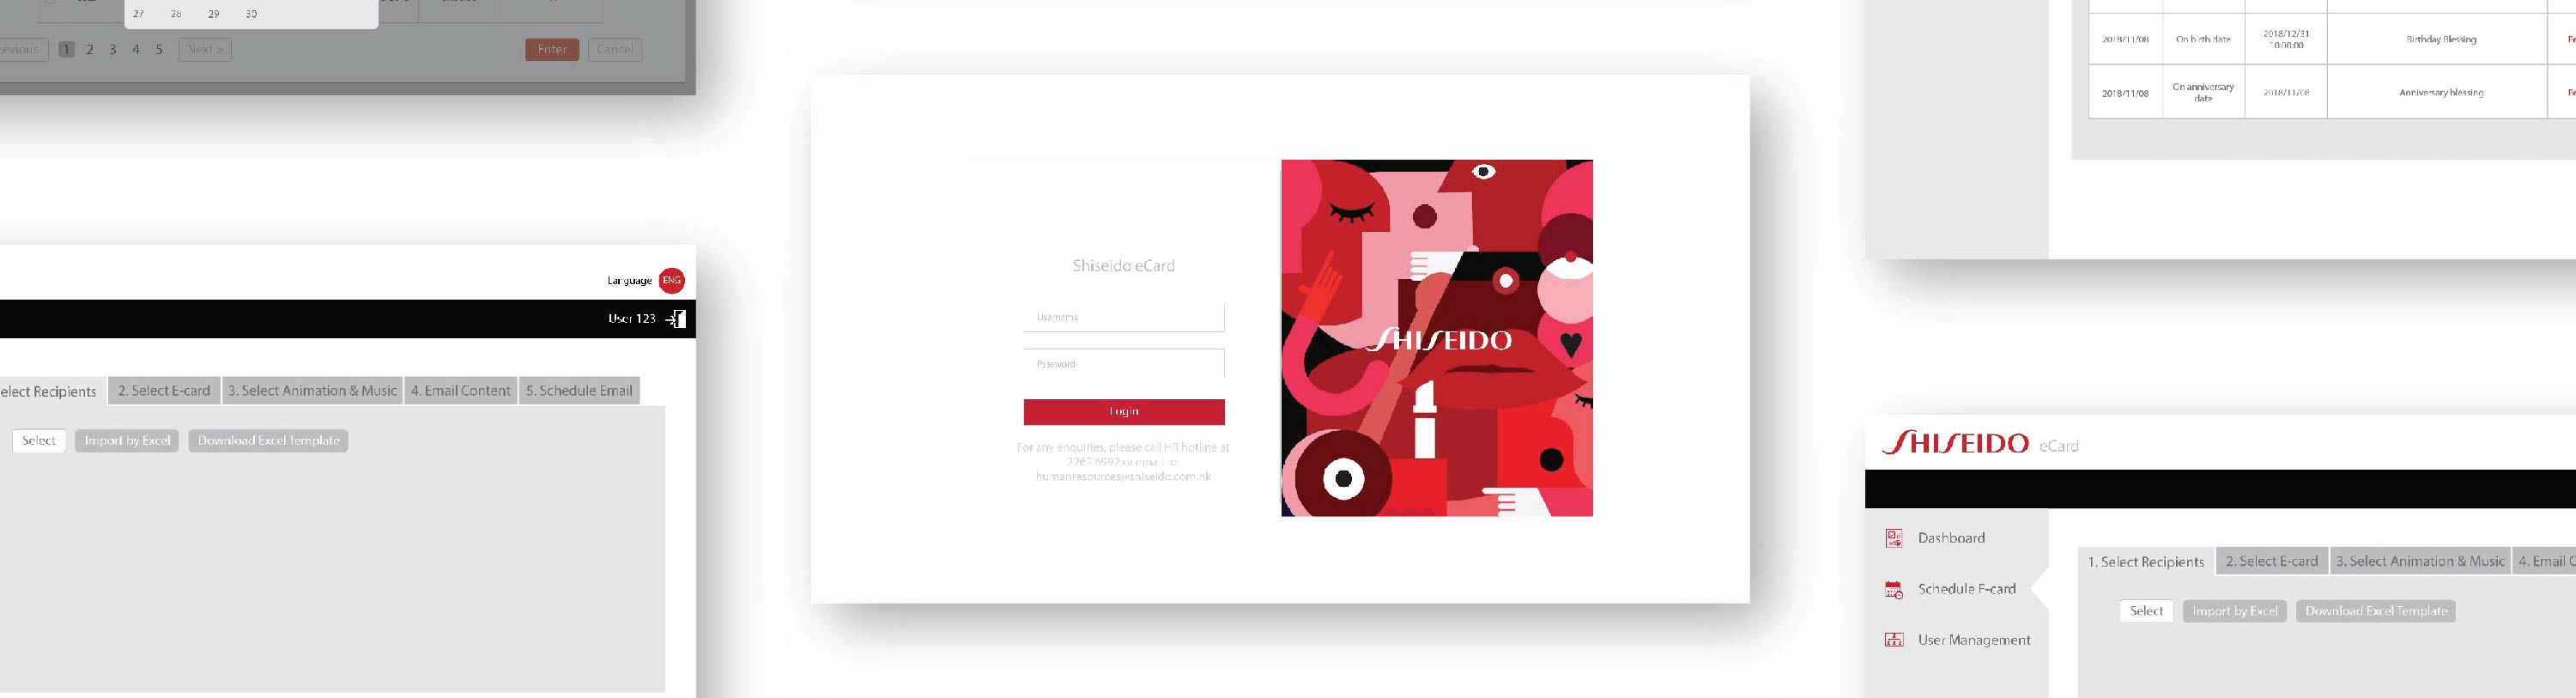 27 28 29 30
evious 1 2 3 4 5 Next >
Enter Cancel
Language ENG
User 123
elect Recipients 2. Select E-card 3. Select Animation & Music 4. Email Content 5. Schedule Email
Select Import by Excel Download Excel Template
Shiseido eCard
Username
Password
Login
For any enquiries, please call HR hotline at
2262 6992 or
humanresources@shiseido.com.hk
SHISEIDO
2018/11/08 On birth date 2018/12/31 10:00:00 Birthday Blessing
2018/11/08 On anniversary date 2018/11/08 Anniversary blessing
SHISEIDO eCard
Dashboard
Schedule E-card
User Management
1. Select Recipients 2. Select E-card 3. Select Animation & Music 4. Email C
Select Import by Excel Download Excel Template